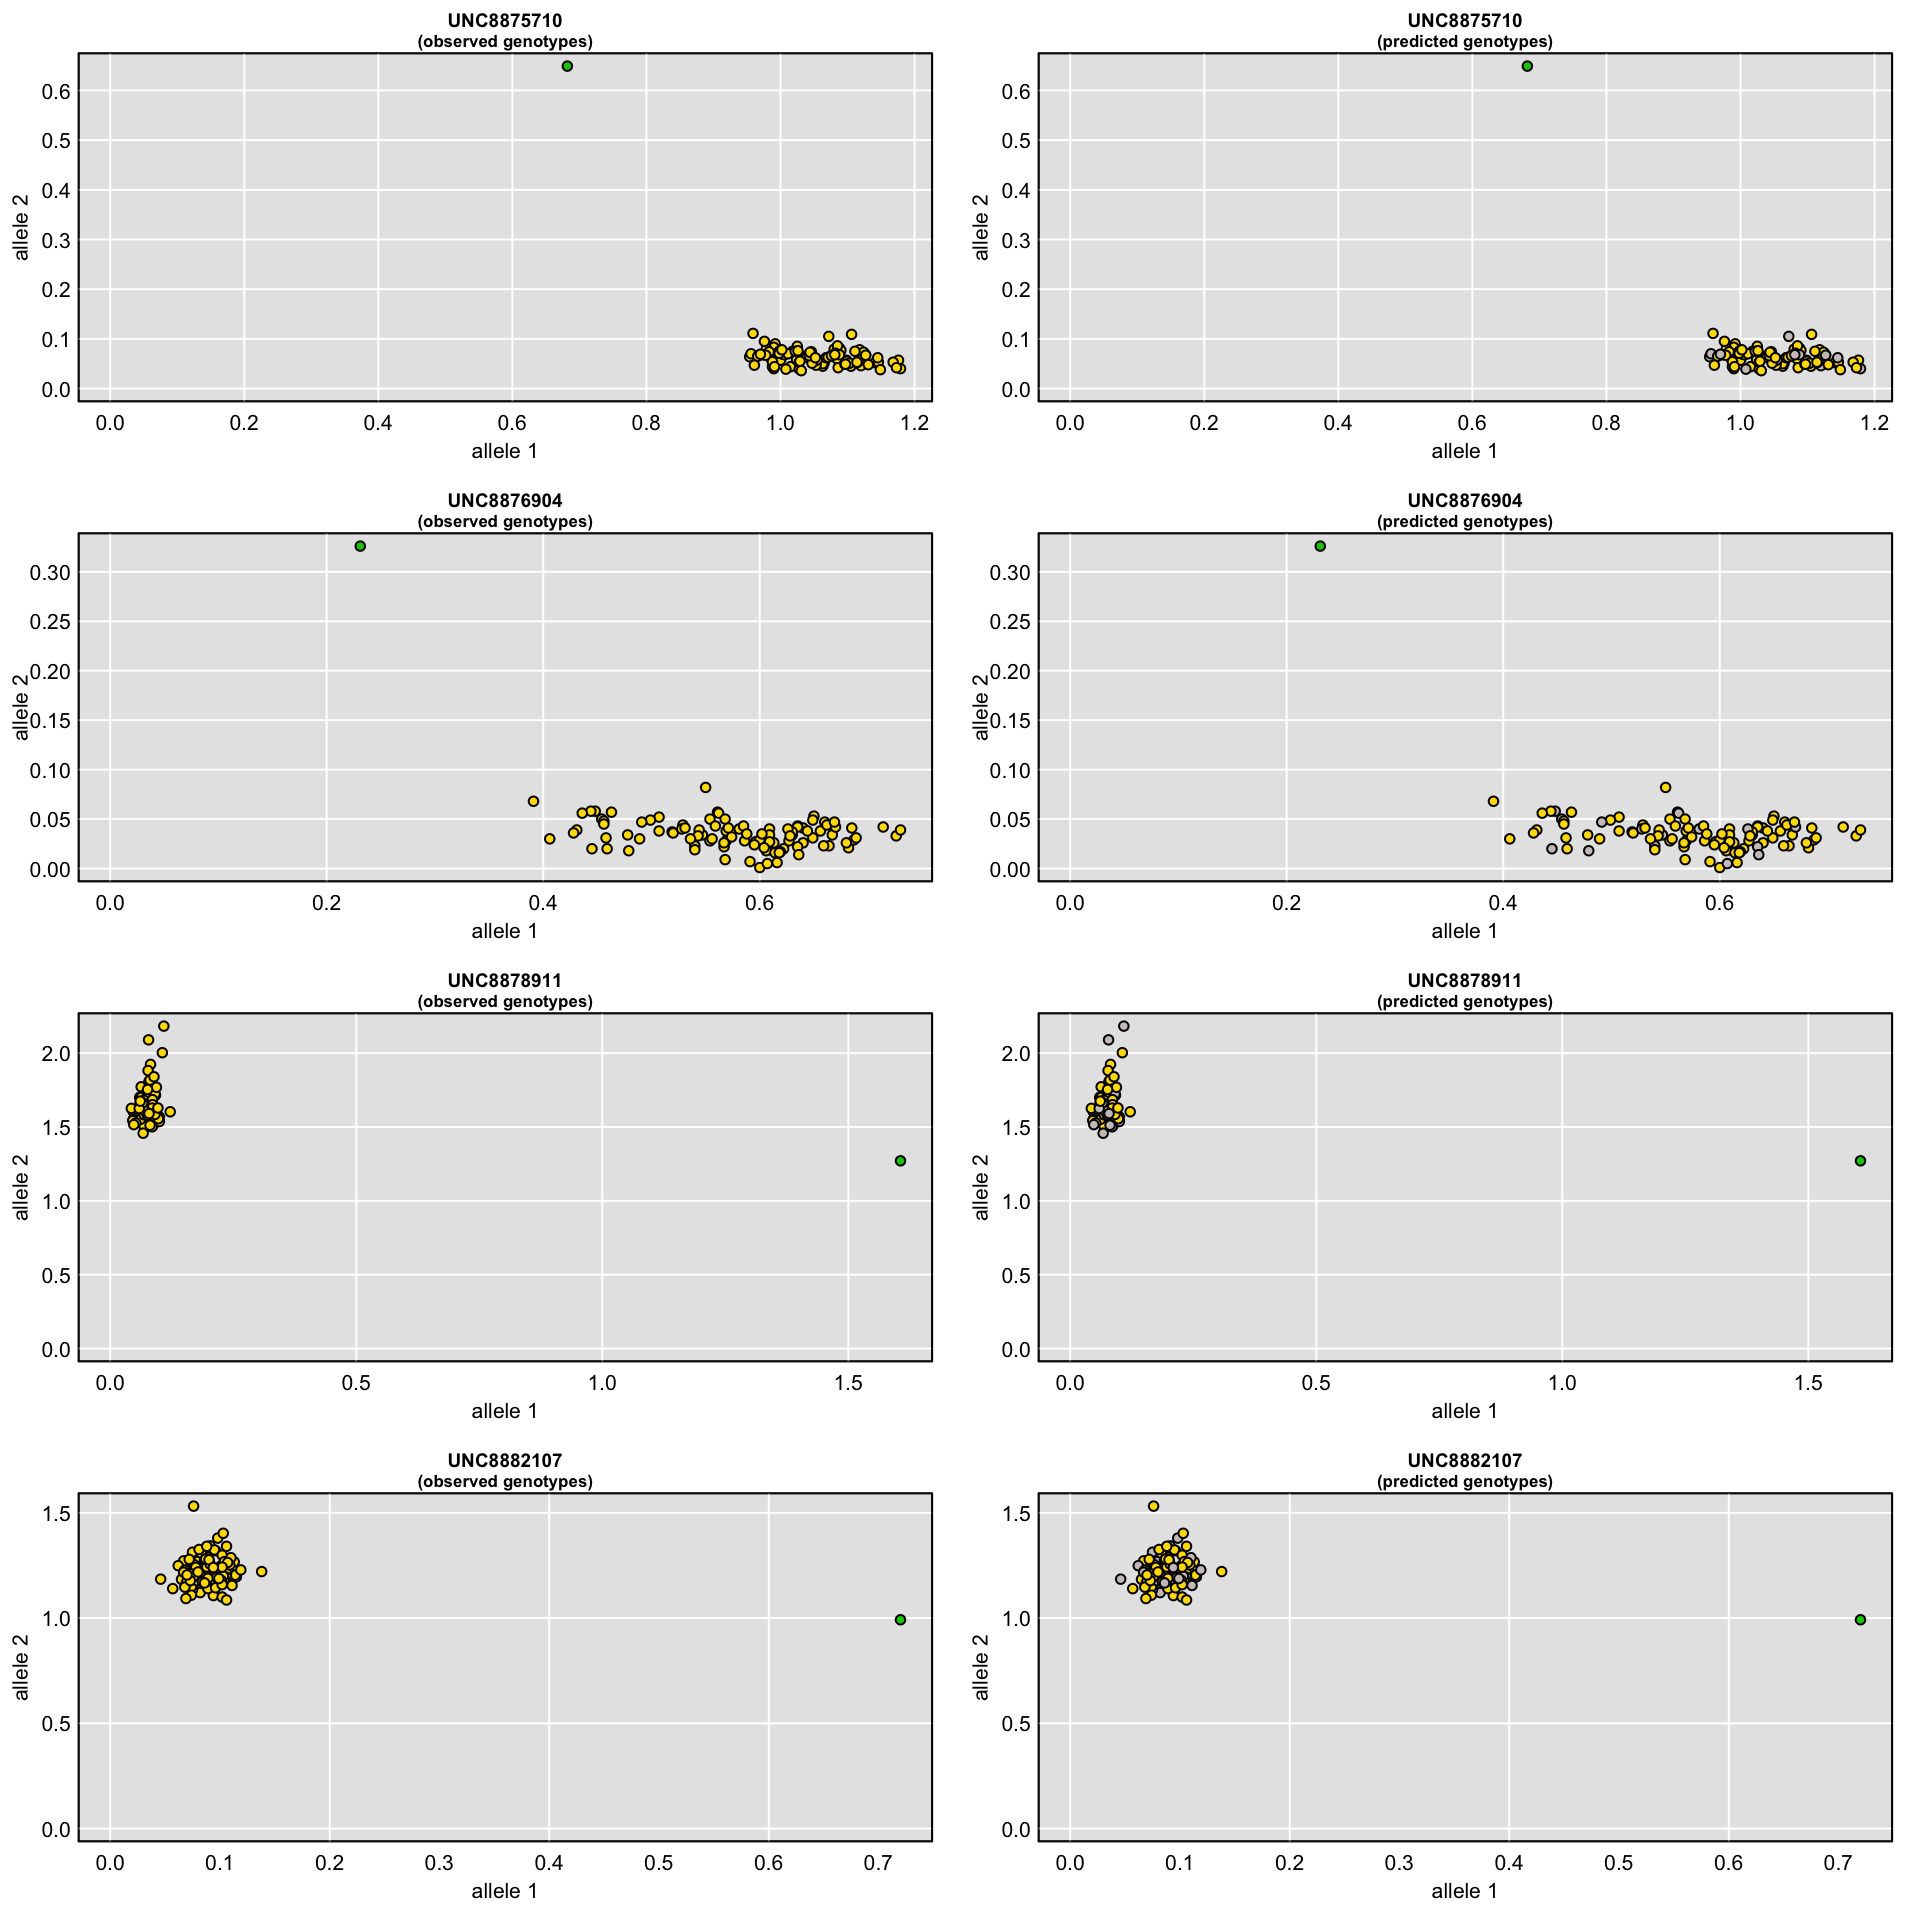 UNC8875710
(observed genotypes)
0.6
0.5
0.4
0.3
0.2
0.1
0.0
allele 2
0.0 0.2 0.4 0.6 0.8 1.0 1.2
allele 1
UNC8875710
(predicted genotypes)
0.6
0.5
0.4
0.3
0.2
0.1
0.0
allele 2
0.0 0.2 0.4 0.6 0.8 1.0 1.2
allele 1
UNC8876904
(observed genotypes)
0.30
0.25
0.20
0.15
0.10
0.05
0.00
allele 2
0.0 0.2 0.4 0.6
allele 1
UNC8876904
(predicted genotypes)
0.30
0.25
0.20
0.15
0.10
0.05
0.00
allele 2
0.0 0.2 0.4 0.6
allele 1
UNC8878911
(observed genotypes)
2.0
1.5
1.0
0.5
0.0
allele 2
0.0 0.5 1.0 1.5
allele 1
UNC8878911
(predicted genotypes)
2.0
1.5
1.0
0.5
0.0
allele 2
0.0 0.5 1.0 1.5
allele 1
UNC8882107
(observed genotypes)
1.5
1.0
0.5
0.0
allele 2
0.0 0.1 0.2 0.3 0.4 0.5 0.6 0.7
allele 1
UNC8882107
(predicted genotypes)
1.5
1.0
0.5
0.0
allele 2
0.0 0.1 0.2 0.3 0.4 0.5 0.6 0.7
allele 1